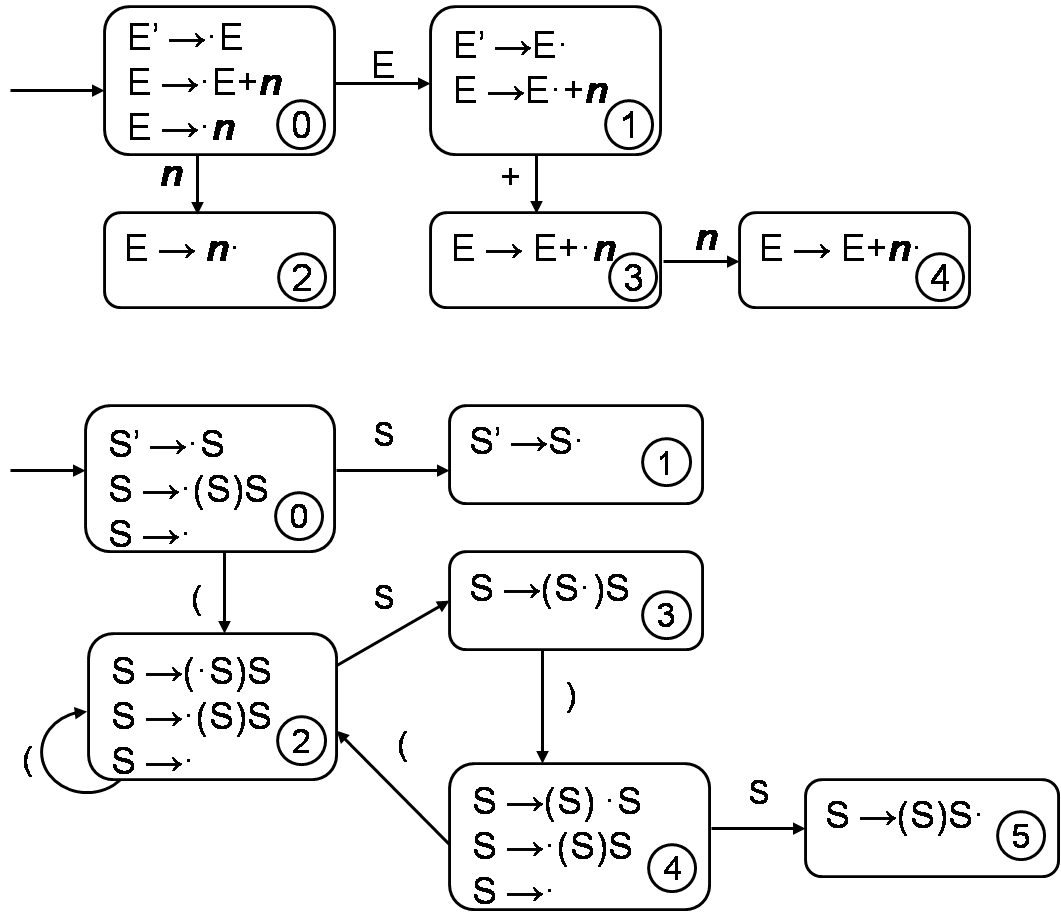 E' →·E
E →·E+n
E →·n
0
E
E' →E·
E →E·+n
1
n
+
E → n·
2
E → E+·n
3
n
E → E+n·
4
S' →·S
S →·(S)S
S →·
0
S
S' →S·
1
(
S
S →(S·)S
3
S →(·S)S
S →·(S)S
S →·
2
(
(
)
S →(S) ·S
S →·(S)S
S →·
4
S
S →(S)S·
5